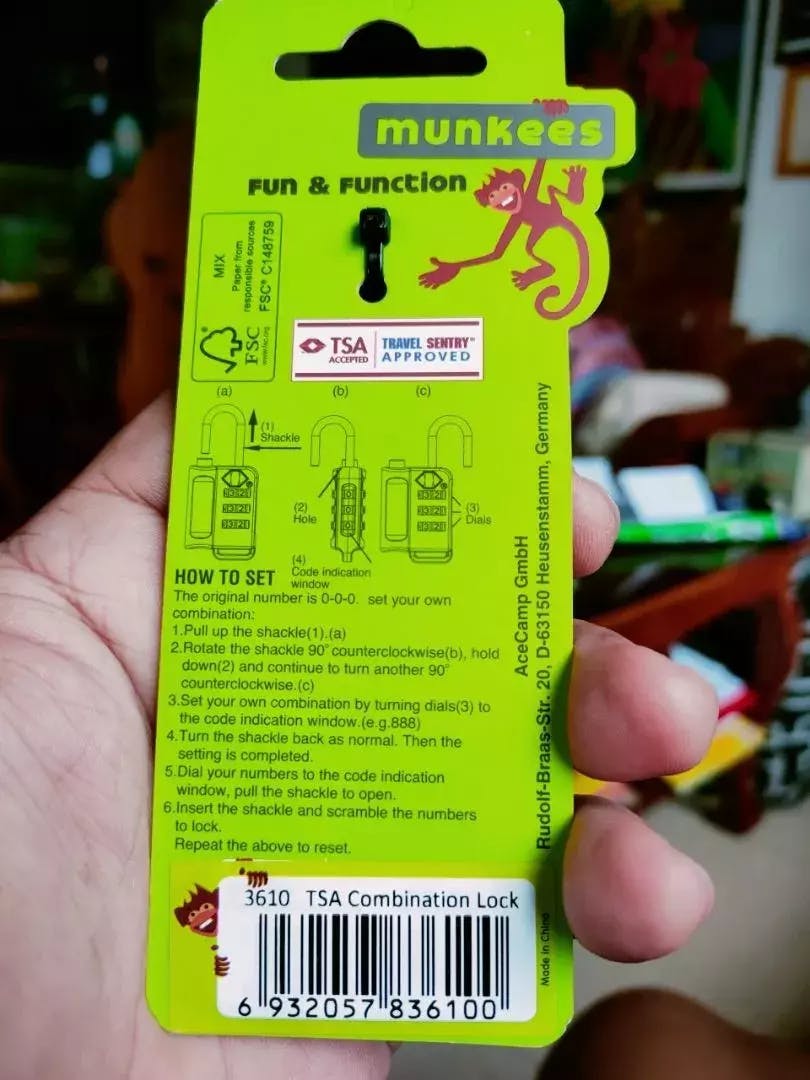 munkees
Fun & Function
MIX
Paper from
responsible sources
FSC® C148759
FSC
www.fsc.org
TSA
ACCEPTED
TRAVEL SENTRY™
APPROVED
(a)
(b)
(c)
(1)
Shackle
(2)
Hole
(3)
Dials
(4)
Code indication
window
HOW TO SET
The original number is 0-0-0. set your own
combination:
1.Pull up the shackle(1).(a)
2.Rotate the shackle 90° counterclockwise(b), hold
down(2) and continue to turn another 90°
counterclockwise.(c)
3.Set your own combination by turning dials(3) to
the code indication window.(e.g.888)
4.Turn the shackle back as normal. Then the
setting is completed.
5.Dial your numbers to the code indication
window, pull the shackle to open.
6.Insert the shackle and scramble the numbers
to lock.
Repeat the above to reset.
AceCamp GmbH
Rudolf-Braas-Str. 20, D-63150 Heusenstamm, Germany
3610 TSA Combination Lock
6 932057 836100
Made in China